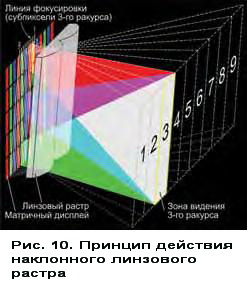 Линия фокусировки
(субпиксели 3-го ракурса)
1 2 3 4 5 6 7 8 9
Линзовый растр
Матричный дисплей
Зона видения
3-го ракурса
Рис. 10. Принцип действия
наклонного линзового
растра